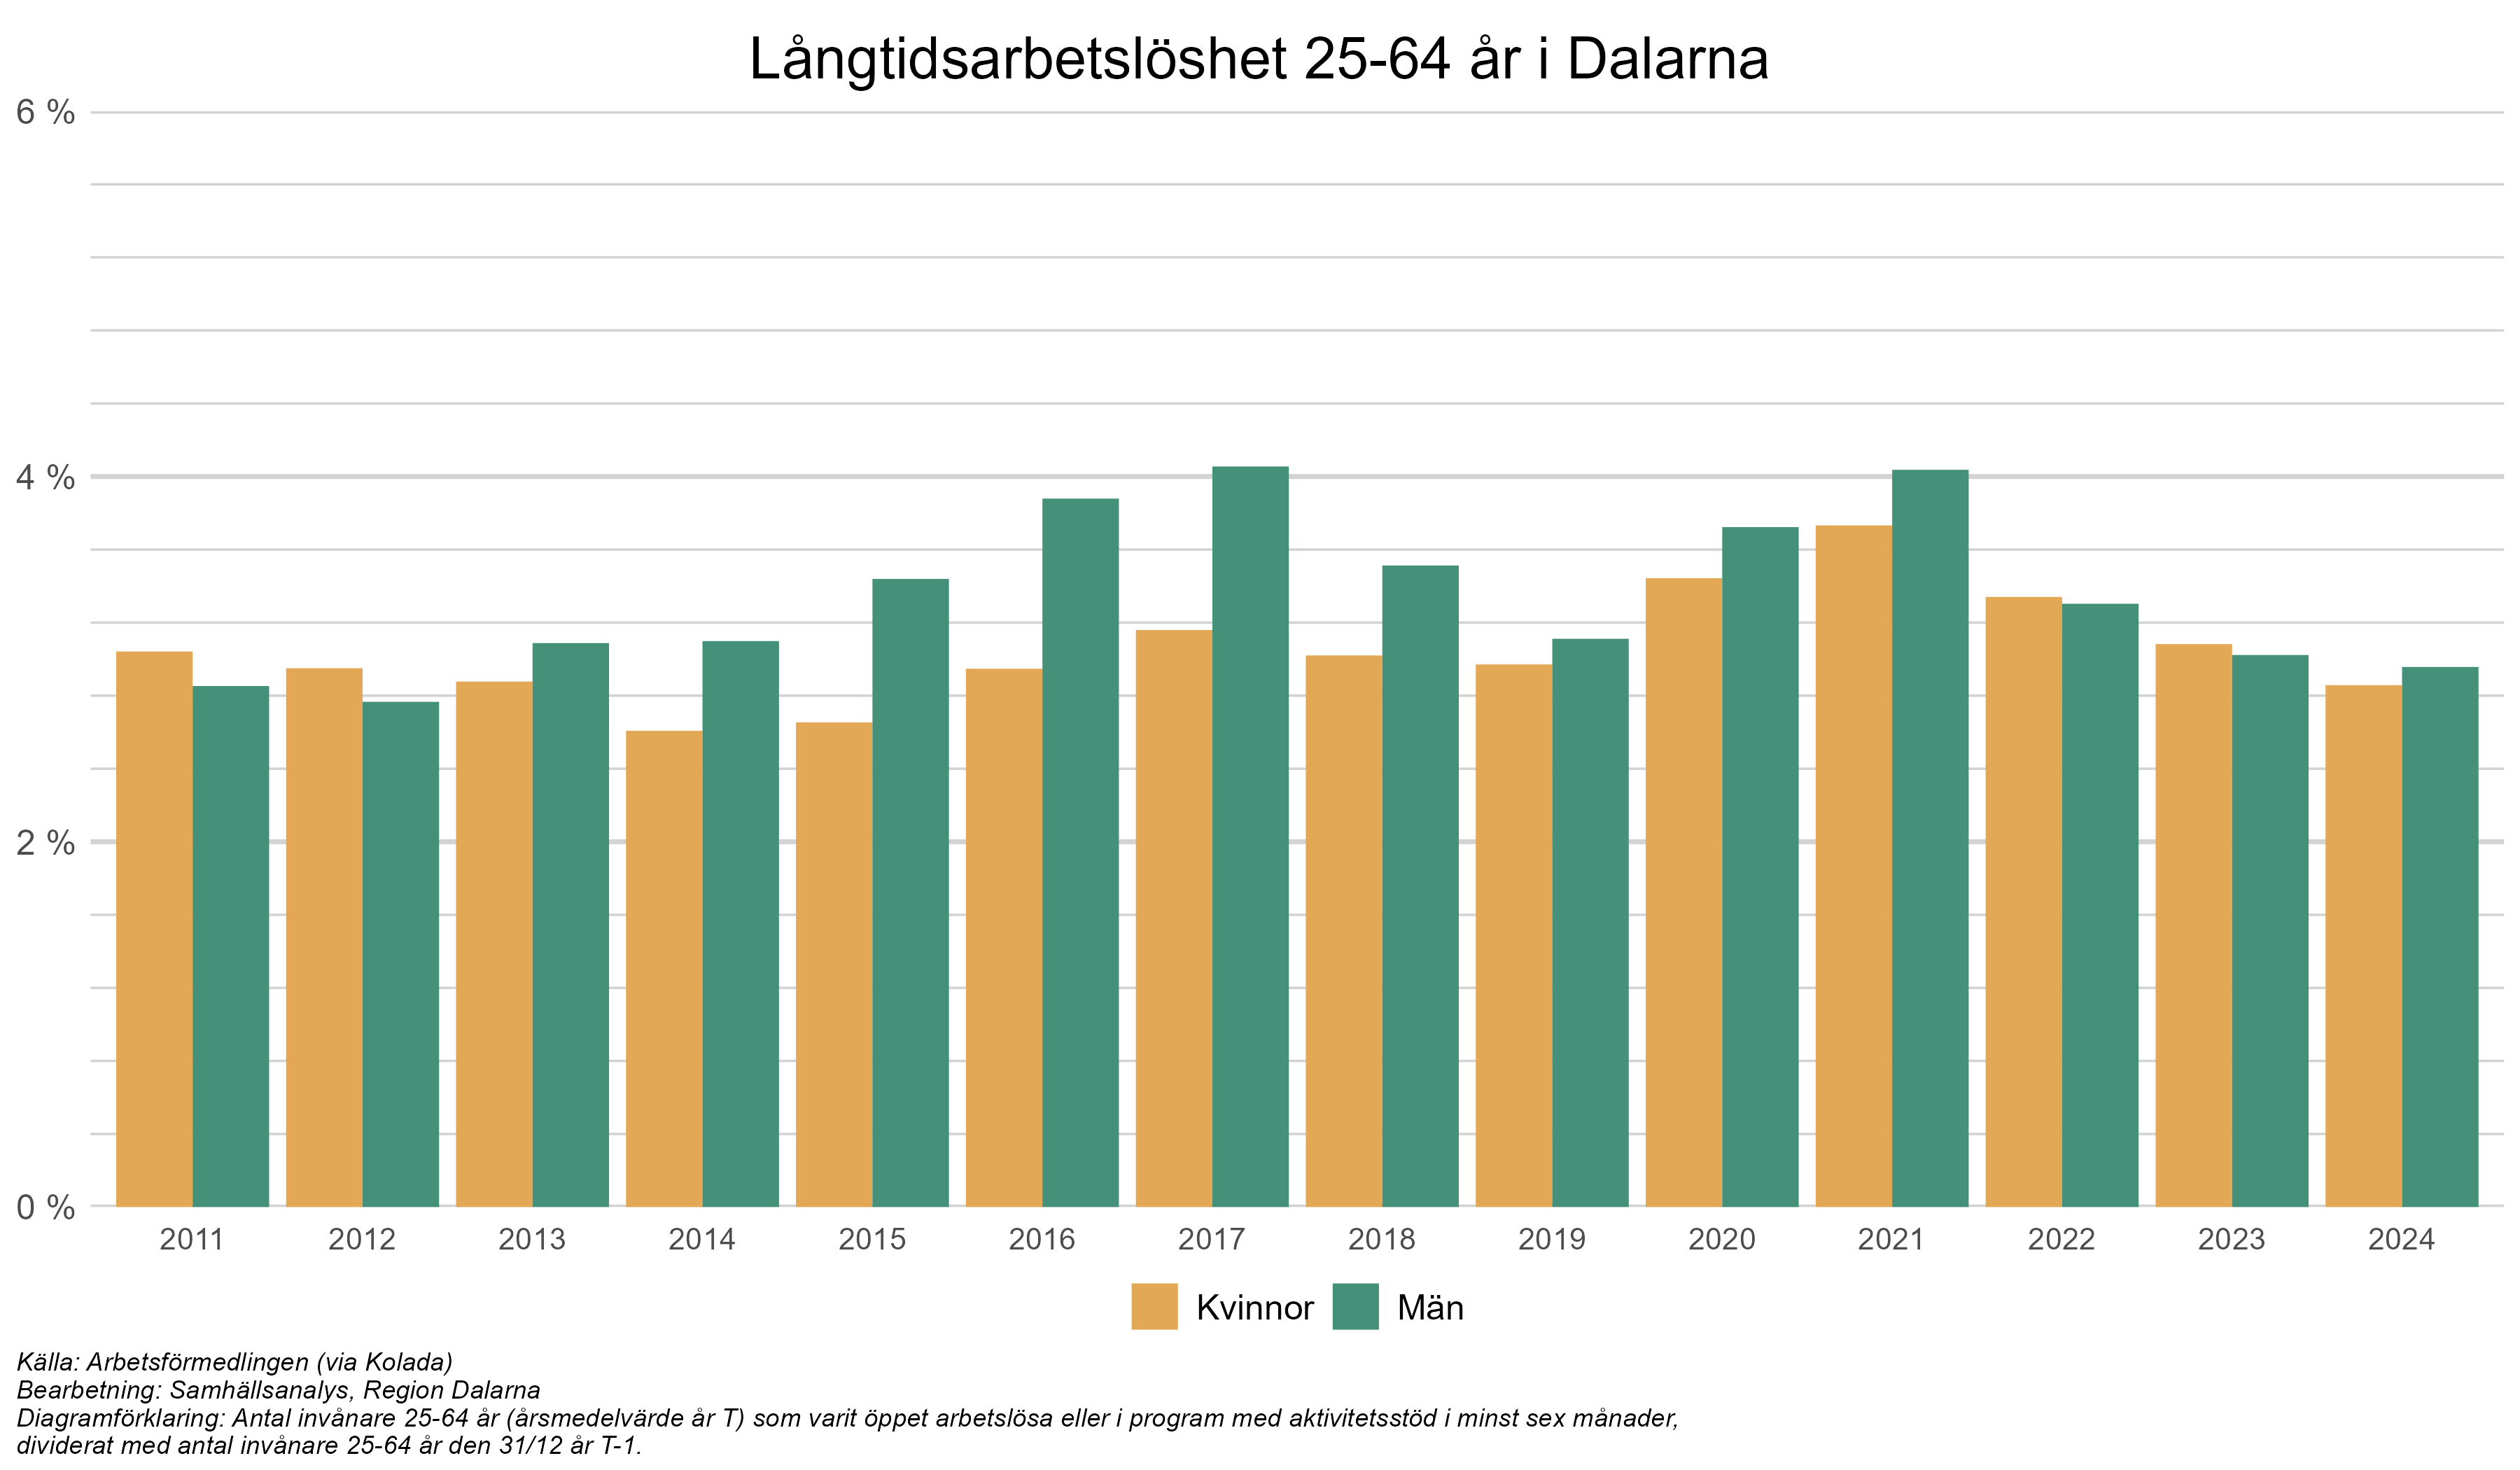 Långtidsarbetslöshet 25-64 år i Dalarna
6 %
4 %
2 %
0 %
2011 2012 2013 2014 2015 2016 2017 2018 2019 2020 2021 2022 2023 2024
Kvinnor Män
Källa: Arbetsförmedlingen (via Kolada)
Bearbetning: Samhällsanalys, Region Dalarna
Diagramförklaring: Antal invånare 25-64 år (årsmedelvärde år T) som varit öppet arbetslösa eller i program med aktivitetsstöd i minst sex månader,
dividerat med antal invånare 25-64 år den 31/12 år T-1.